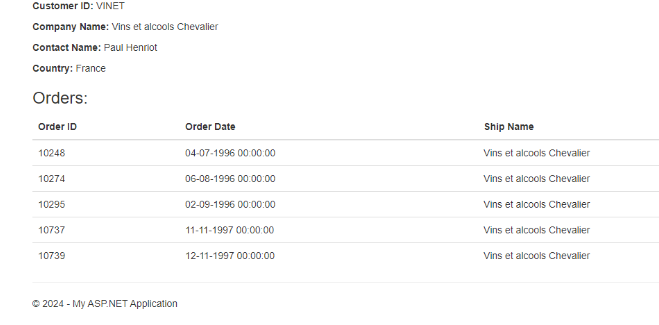 Customer ID: VINET
Company Name: Vins et alcools Chevalier
Contact Name: Paul Henriot
Country: France
Orders:
Order ID Order Date Ship Name
10248 04-07-1996 00:00:00 Vins et alcools Chevalier
10274 06-08-1996 00:00:00 Vins et alcools Chevalier
10295 02-09-1996 00:00:00 Vins et alcools Chevalier
10737 11-11-1997 00:00:00 Vins et alcools Chevalier
10739 12-11-1997 00:00:00 Vins et alcools Chevalier
© 2024 - My ASP.NET Application